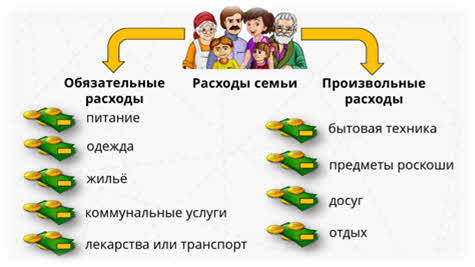 Обязательные
расходы
Расходы семьи
Произвольные
расходы
питание
одежда
жильё
коммунальные услуги
лекарства или транспорт
бытовая техника
предметы роскоши
досуг
отдых